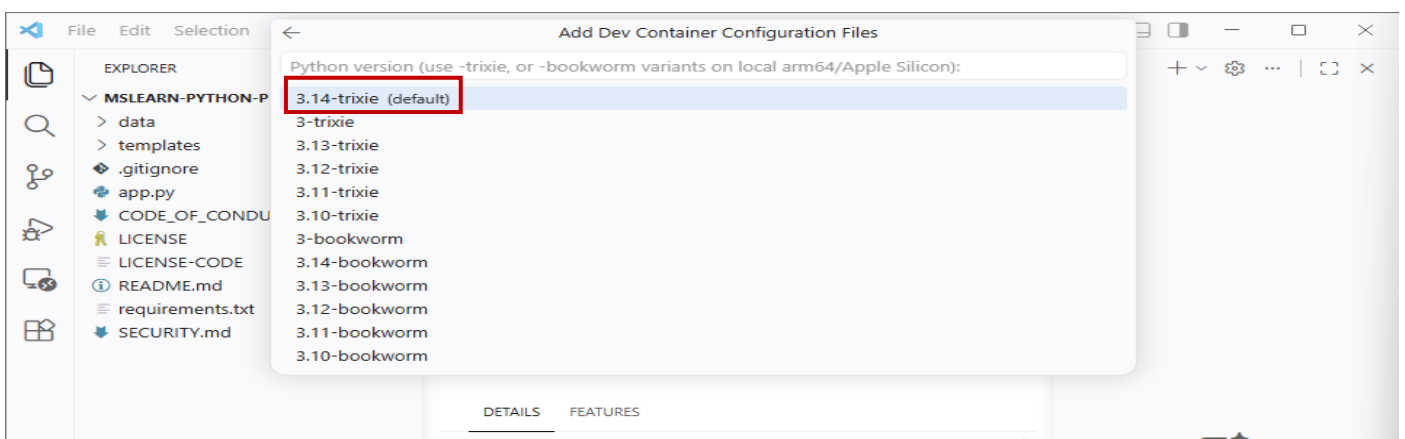 File Edit Selection
Add Dev Container Configuration Files
EXPLORER
Python version (use -trixie, or -bookworm variants on local arm64/Apple Silicon):
MSLEARN-PYTHON-P
3.14-trixie (default)
data
3-trixie
templates
3.13-trixie
.gitignore
3.12-trixie
app.py
3.11-trixie
CODE_OF_CONDU
3.10-trixie
LICENSE
3-bookworm
LICENSE-CODE
3.14-bookworm
README.md
3.13-bookworm
requirements.txt
3.12-bookworm
SECURITY.md
3.11-bookworm
3.10-bookworm
DETAILS FEATURES